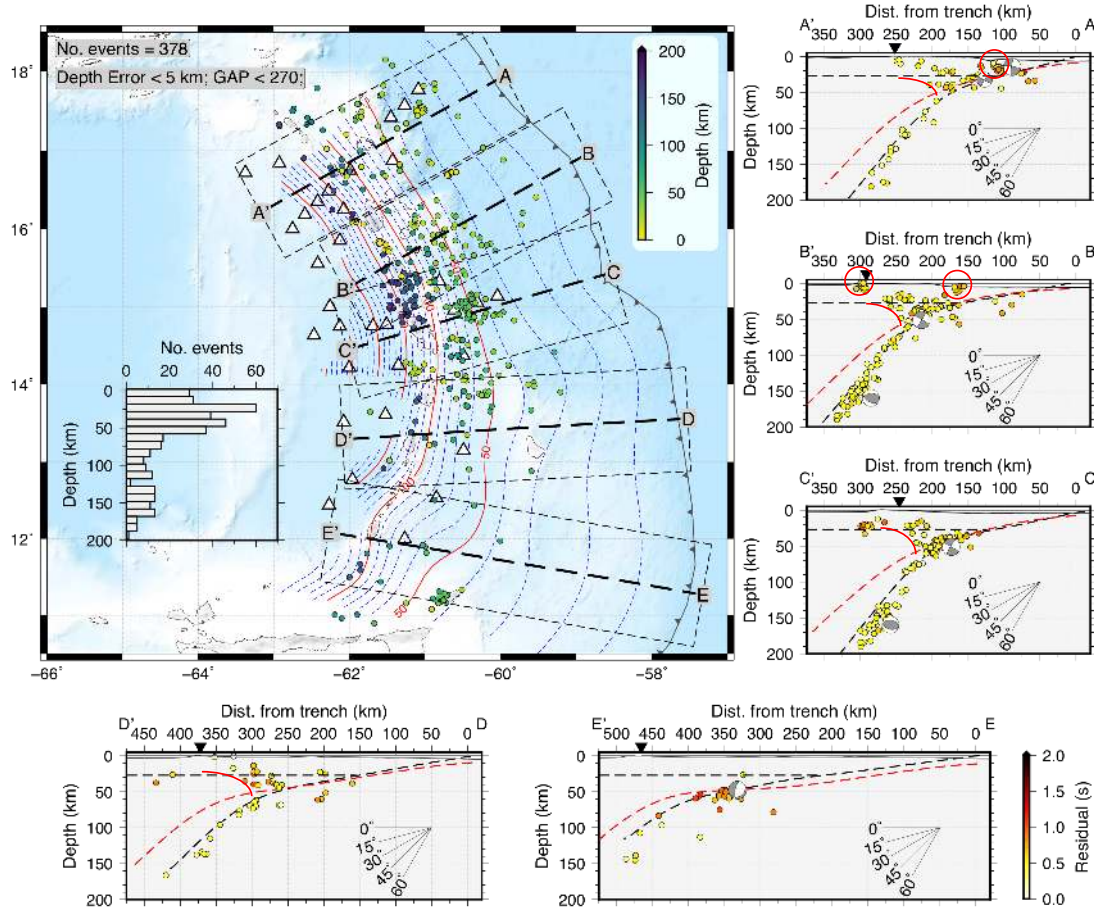 No. events = 378
Depth Error < 5 km; GAP < 270;
18˚
16˚
14˚
12˚
−66
−64
−62
−60
−58
200
150
100
50
0
Depth (km)
A
B
C
D
E
A'
B'
C'
D'
E'
50
100
50
No. events
0 20 40 60
0
50
100
150
200
Depth (km)
Dist. from trench (km)
A' A
350 300 250 200 150 100 50 0
0
50
100
150
200
Depth (km)
0˚
15˚
30˚
45˚
60˚
Dist. from trench (km)
B' B
350 300 250 200 150 100 50 0
0
50
100
150
200
Depth (km)
0˚
15˚
30˚
45˚
60˚
Dist. from trench (km)
C' C
350 300 250 200 150 100 50 0
0
50
100
150
200
Depth (km)
0˚
15˚
30˚
45˚
60˚
Dist. from trench (km)
D' D
450 400 350 300 250 200 150 100 50 0
0
50
100
150
200
Depth (km)
0˚
15˚
30˚
45˚
60˚
Dist. from trench (km)
E' E
500 450 400 350 300 250 200 150 100 50 0
0
50
100
150
200
Depth (km)
0˚
15˚
30˚
45˚
60˚
2.0
1.5
1.0
0.5
0.0
Residual (s)